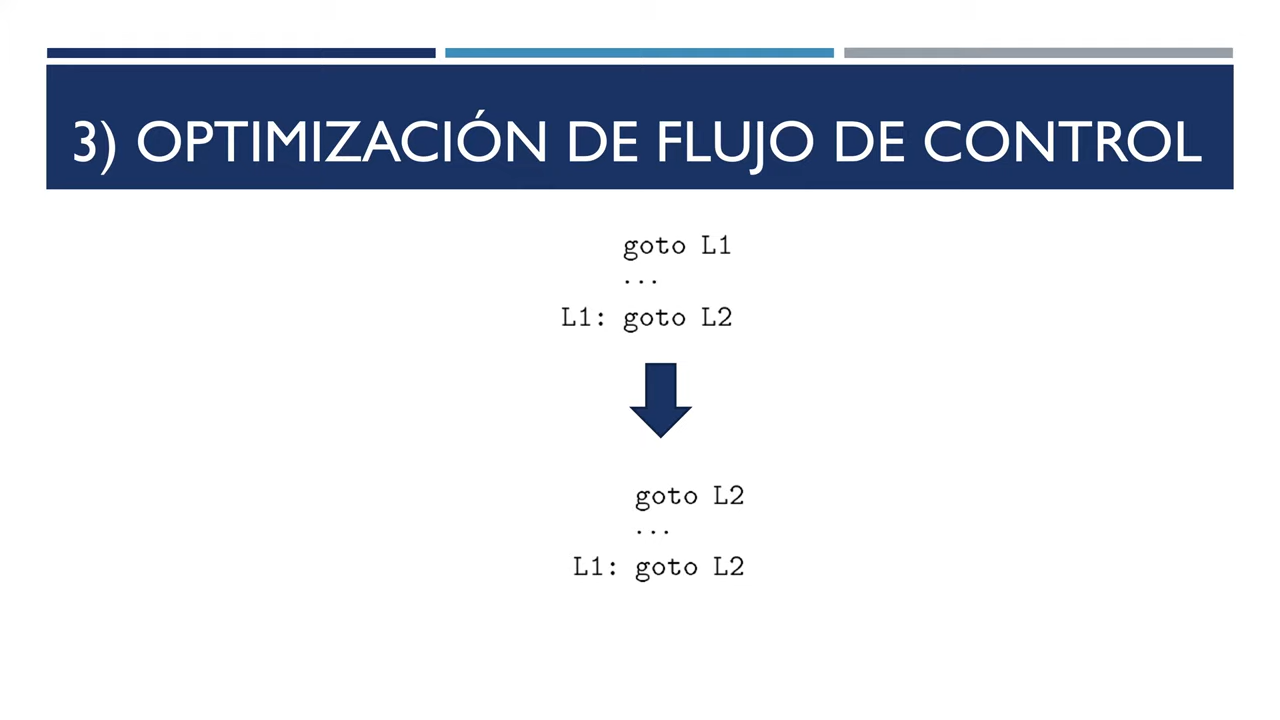 3) OPTIMIZACIÓN DE FLUJO DE CONTROL
goto L1
...
L1: goto L2
goto L2
...
L1: goto L2